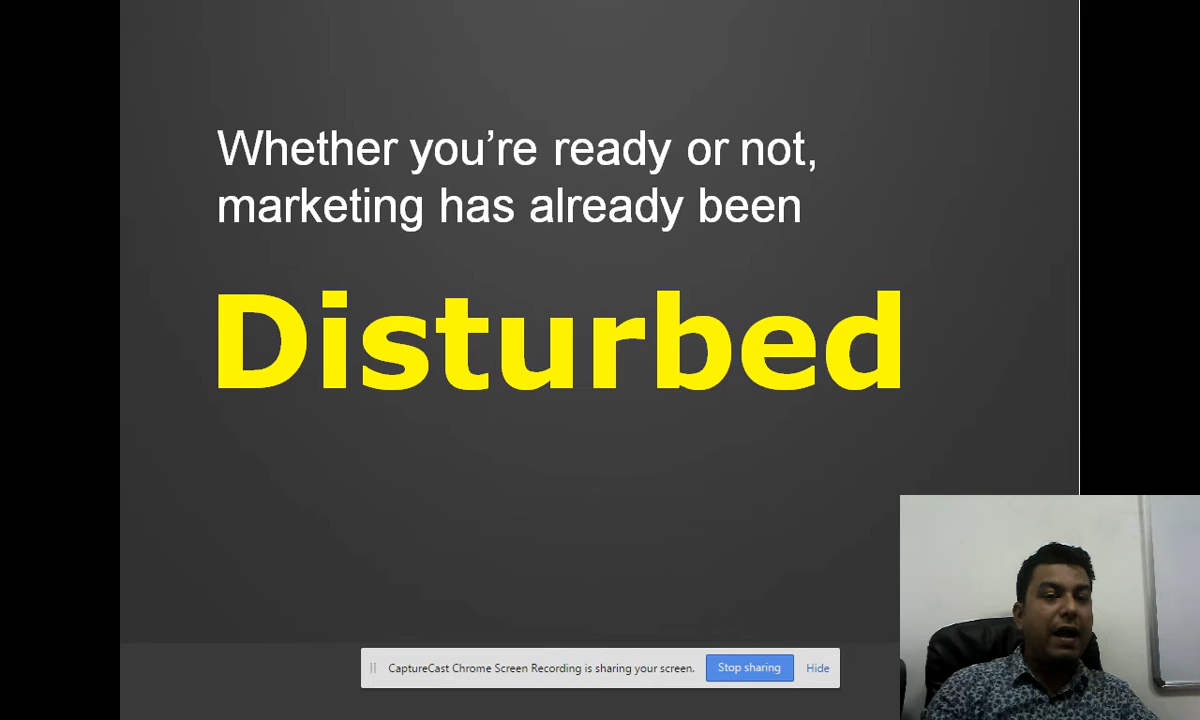 Whether you’re ready or not,
marketing has already been
Disturbed
CaptureCast Chrome Screen Recording is sharing your screen. Stop sharing Hide